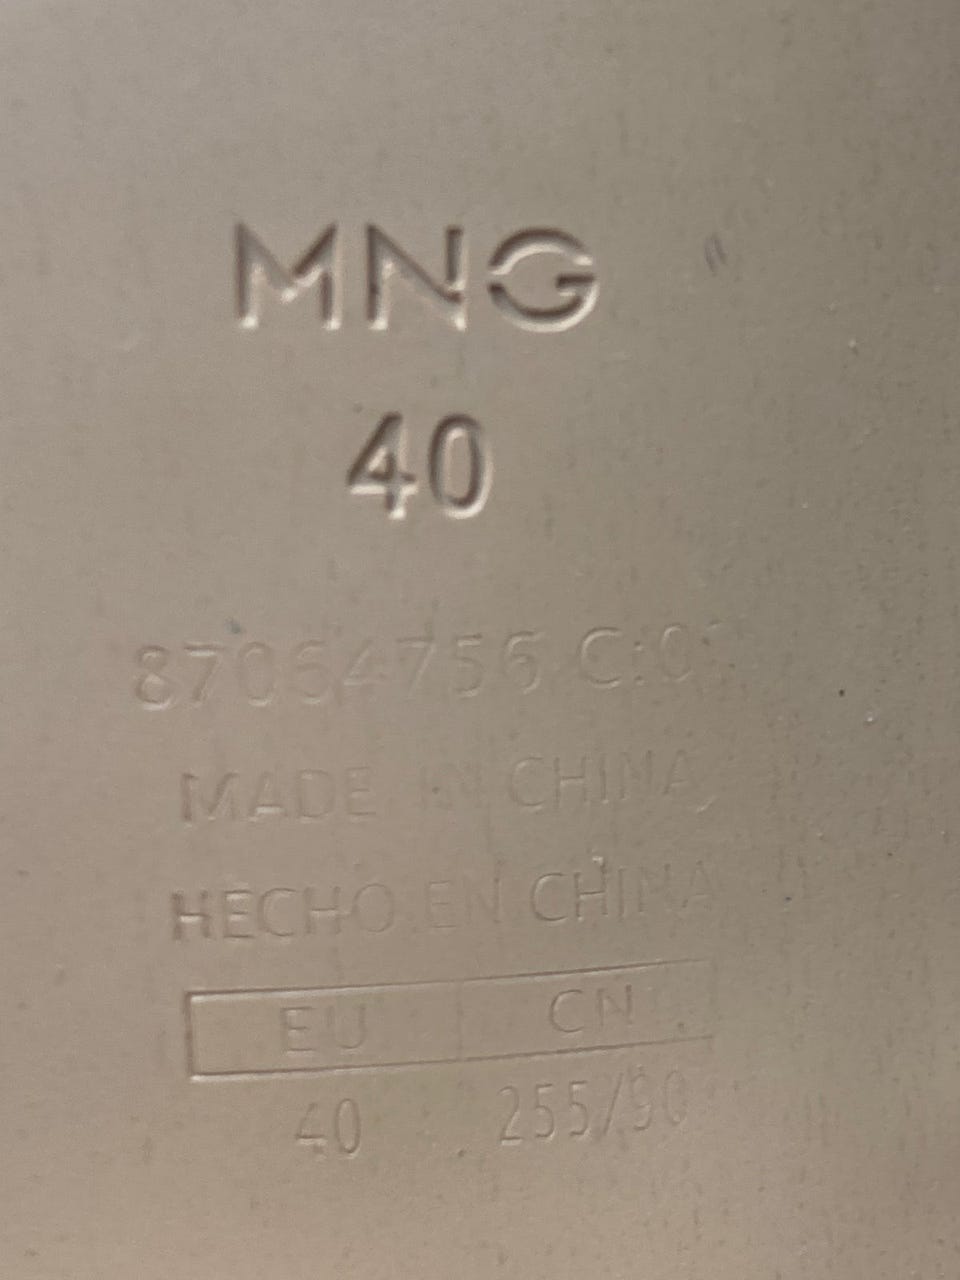 MNG
40
87064756 C:0
MADE IN CHINA
HECHO EN CHINA
EU CN
40 255/90